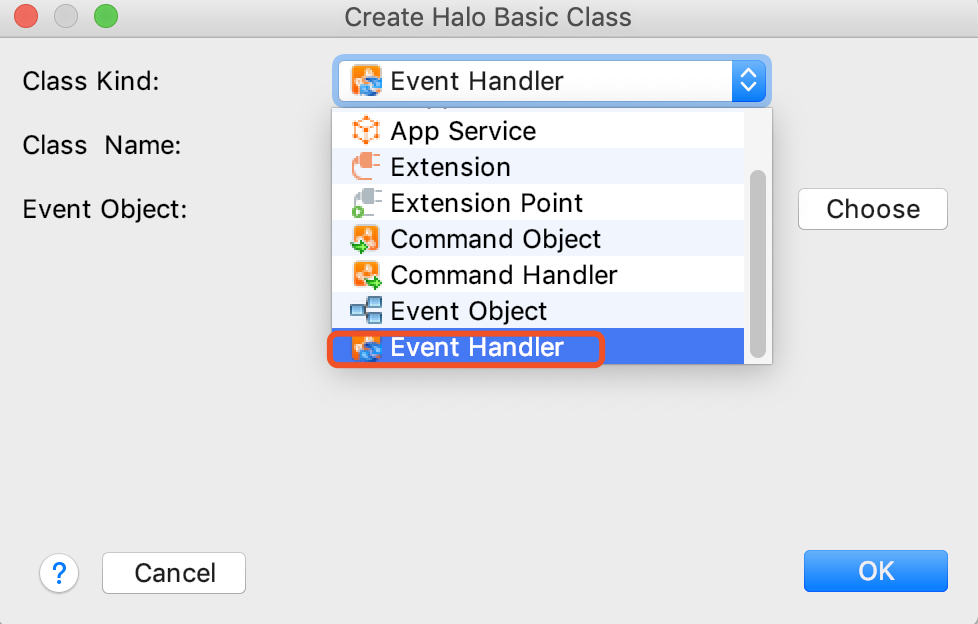 Create Halo Basic Class
Class Kind:
Event Handler
App Service
Class Name:
Extension
Event Object:
Extension Point
Choose
Command Object
Command Handler
Event Object
Event Handler
?
Cancel
OK